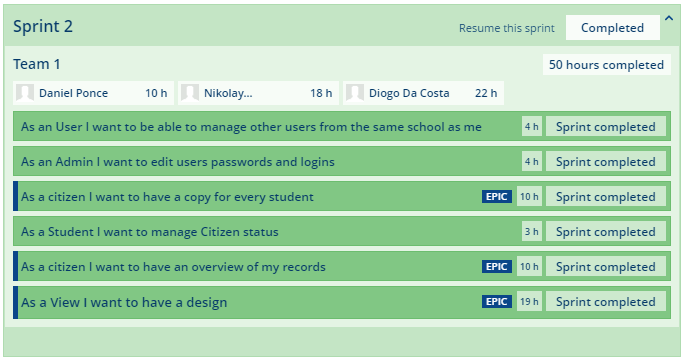 Sprint 2
Resume this sprint
Completed
Team 1
50 hours completed
Daniel Ponce 10 h
Nikolay... 18 h
Diogo Da Costa 22 h
As an User I want to be able to manage other users from the same school as me 4 h Sprint completed
As an Admin I want to edit users passwords and logins 4 h Sprint completed
As a citizen I want to have a copy for every student EPIC 10 h Sprint completed
As a Student I want to manage Citizen status 3 h Sprint completed
As a citizen I want to have an overview of my records EPIC 10 h Sprint completed
As a View I want to have a design EPIC 19 h Sprint completed